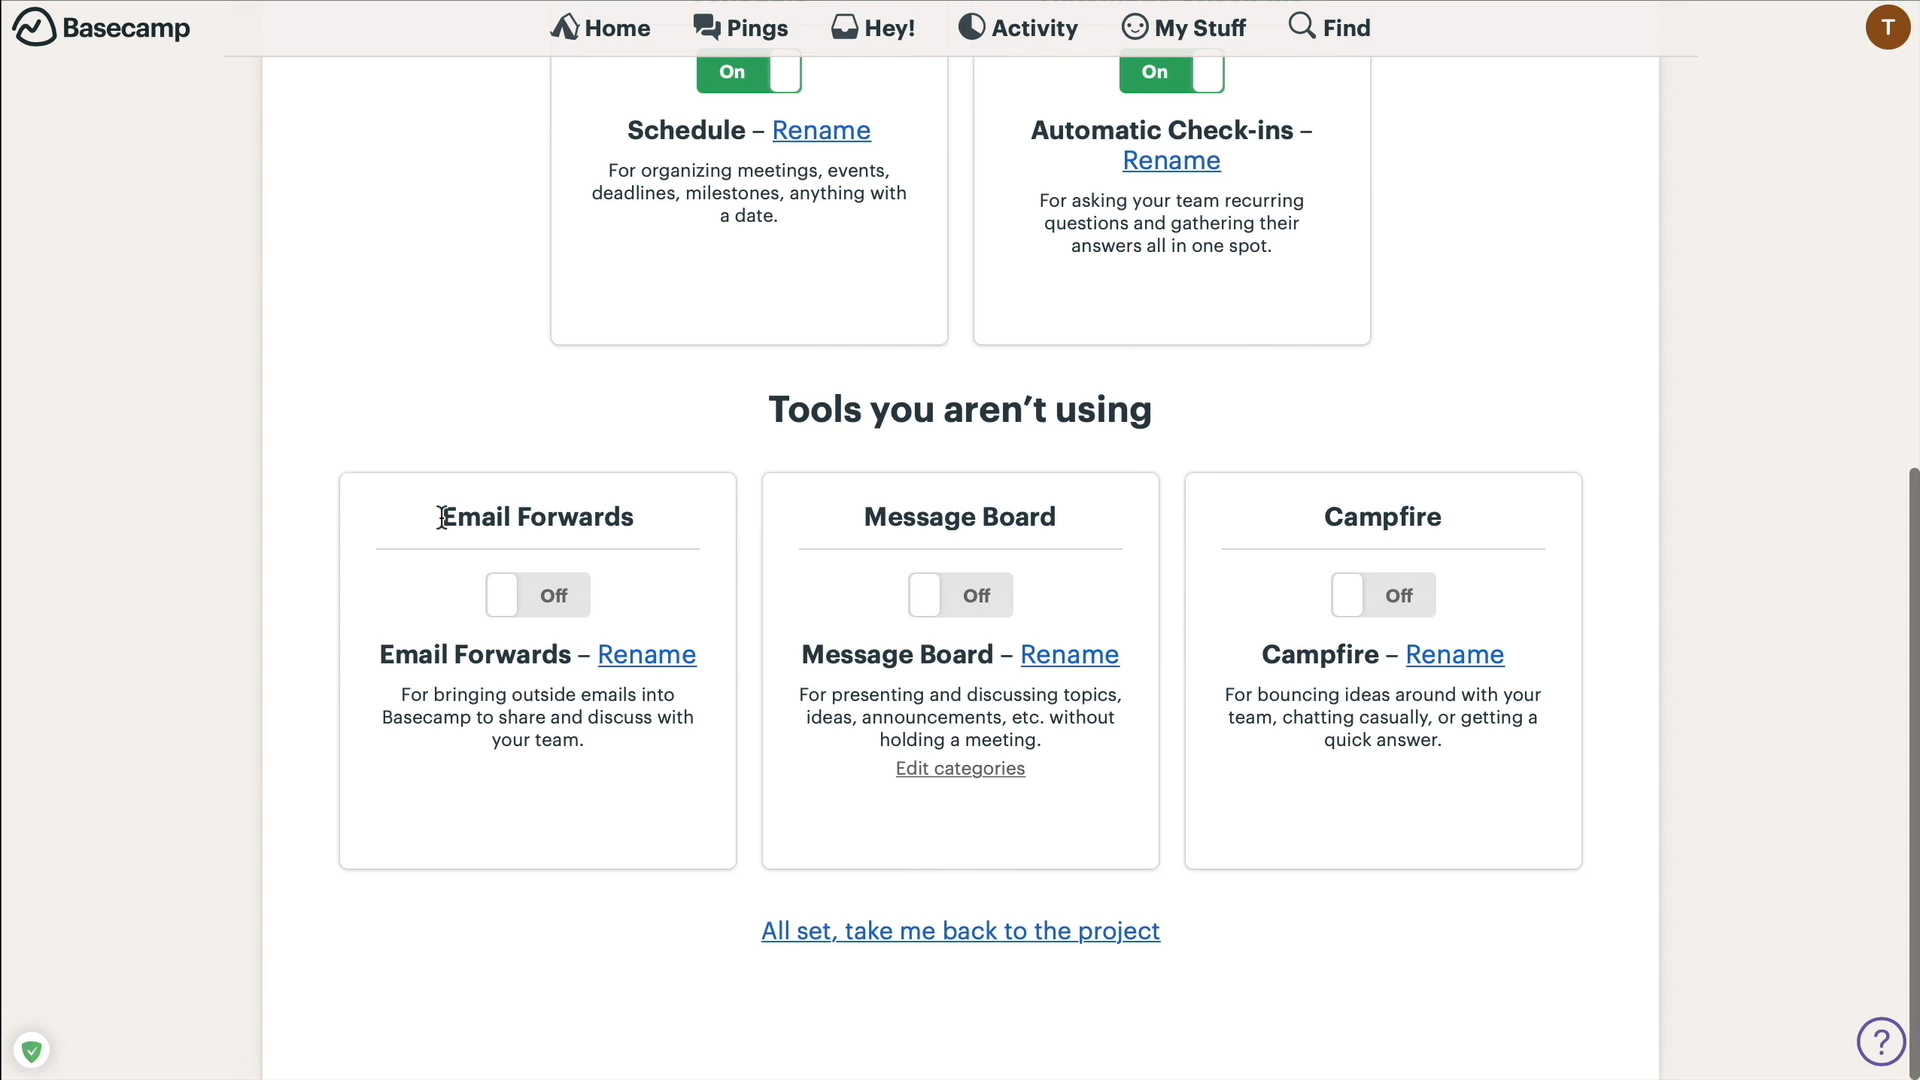 Basecamp
Home
Pings
Hey!
Activity
My Stuff
Find
T
On
On
Schedule – Rename
For organizing meetings, events,
deadlines, milestones, anything with
a date.
Automatic Check-ins –
Rename
For asking your team recurring
questions and gathering their
answers all in one spot.
Tools you aren’t using
Email Forwards
Off
Email Forwards – Rename
For bringing outside emails into
Basecamp to share and discuss with
your team.
Message Board
Off
Message Board – Rename
For presenting and discussing topics,
ideas, announcements, etc. without
holding a meeting.
Edit categories
Campfire
Off
Campfire – Rename
For bouncing ideas around with your
team, chatting casually, or getting a
quick answer.
All set, take me back to the project
?